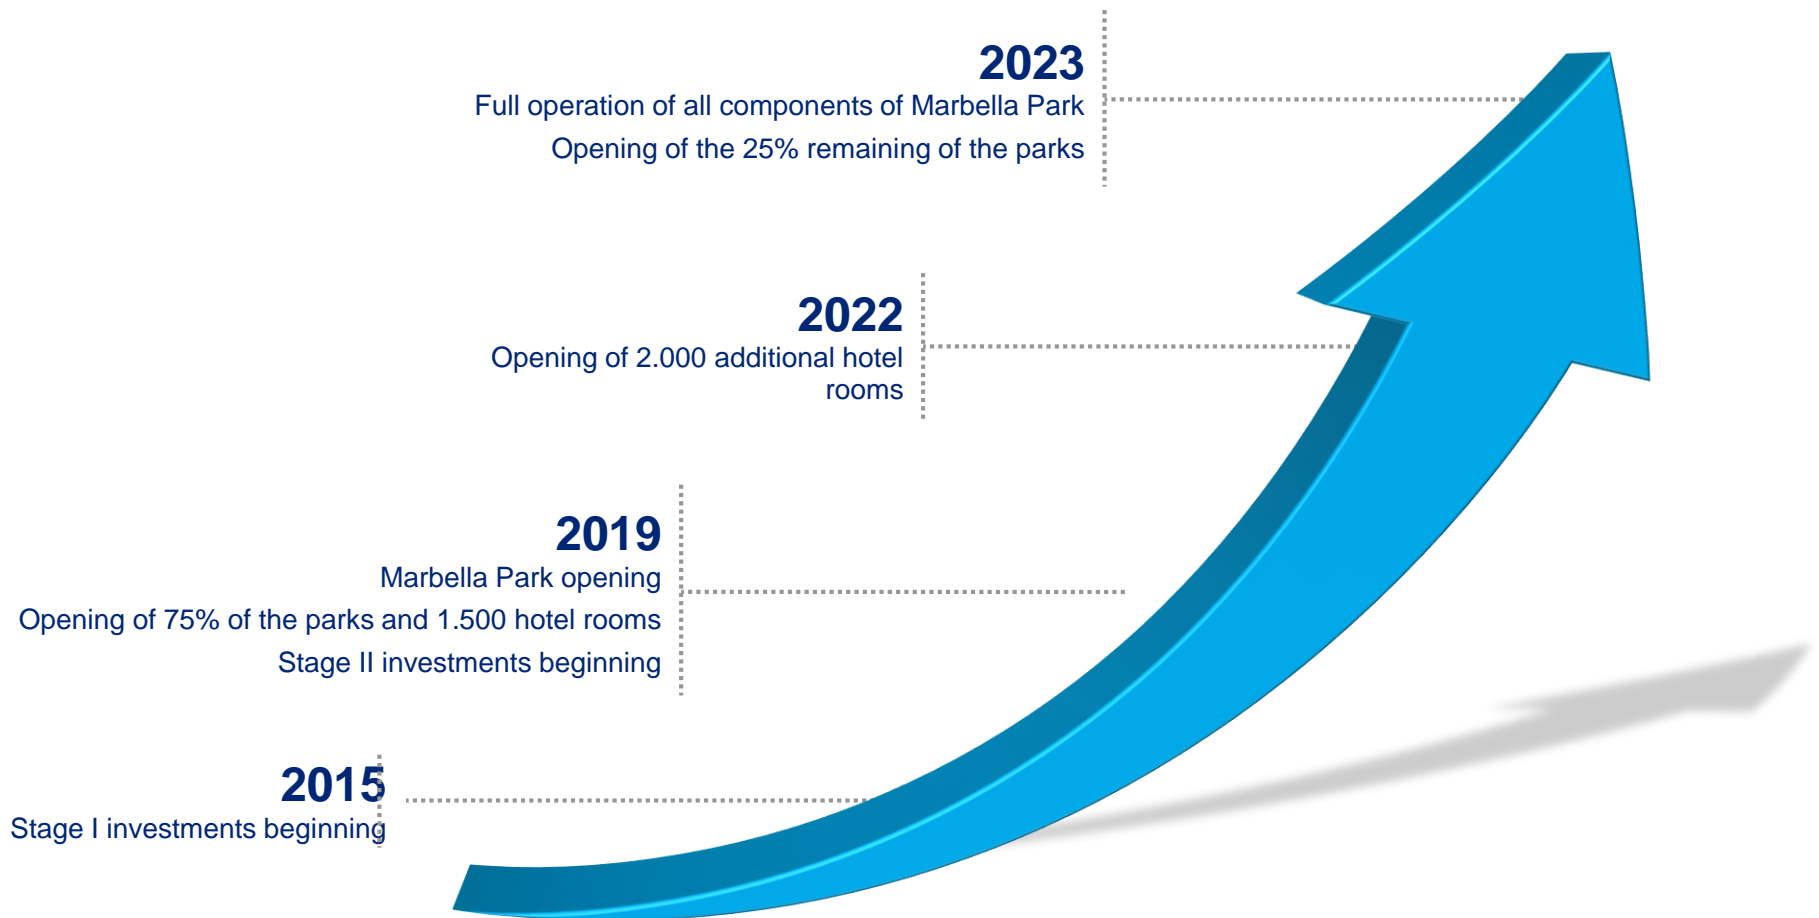 2023
Full operation of all components of Marbella Park
Opening of the 25% remaining of the parks
2022
Opening of 2.000 additional hotel
rooms
2019
Marbella Park opening
Opening of 75% of the parks and 1.500 hotel rooms
Stage II investments beginning
2015
Stage I investments beginning